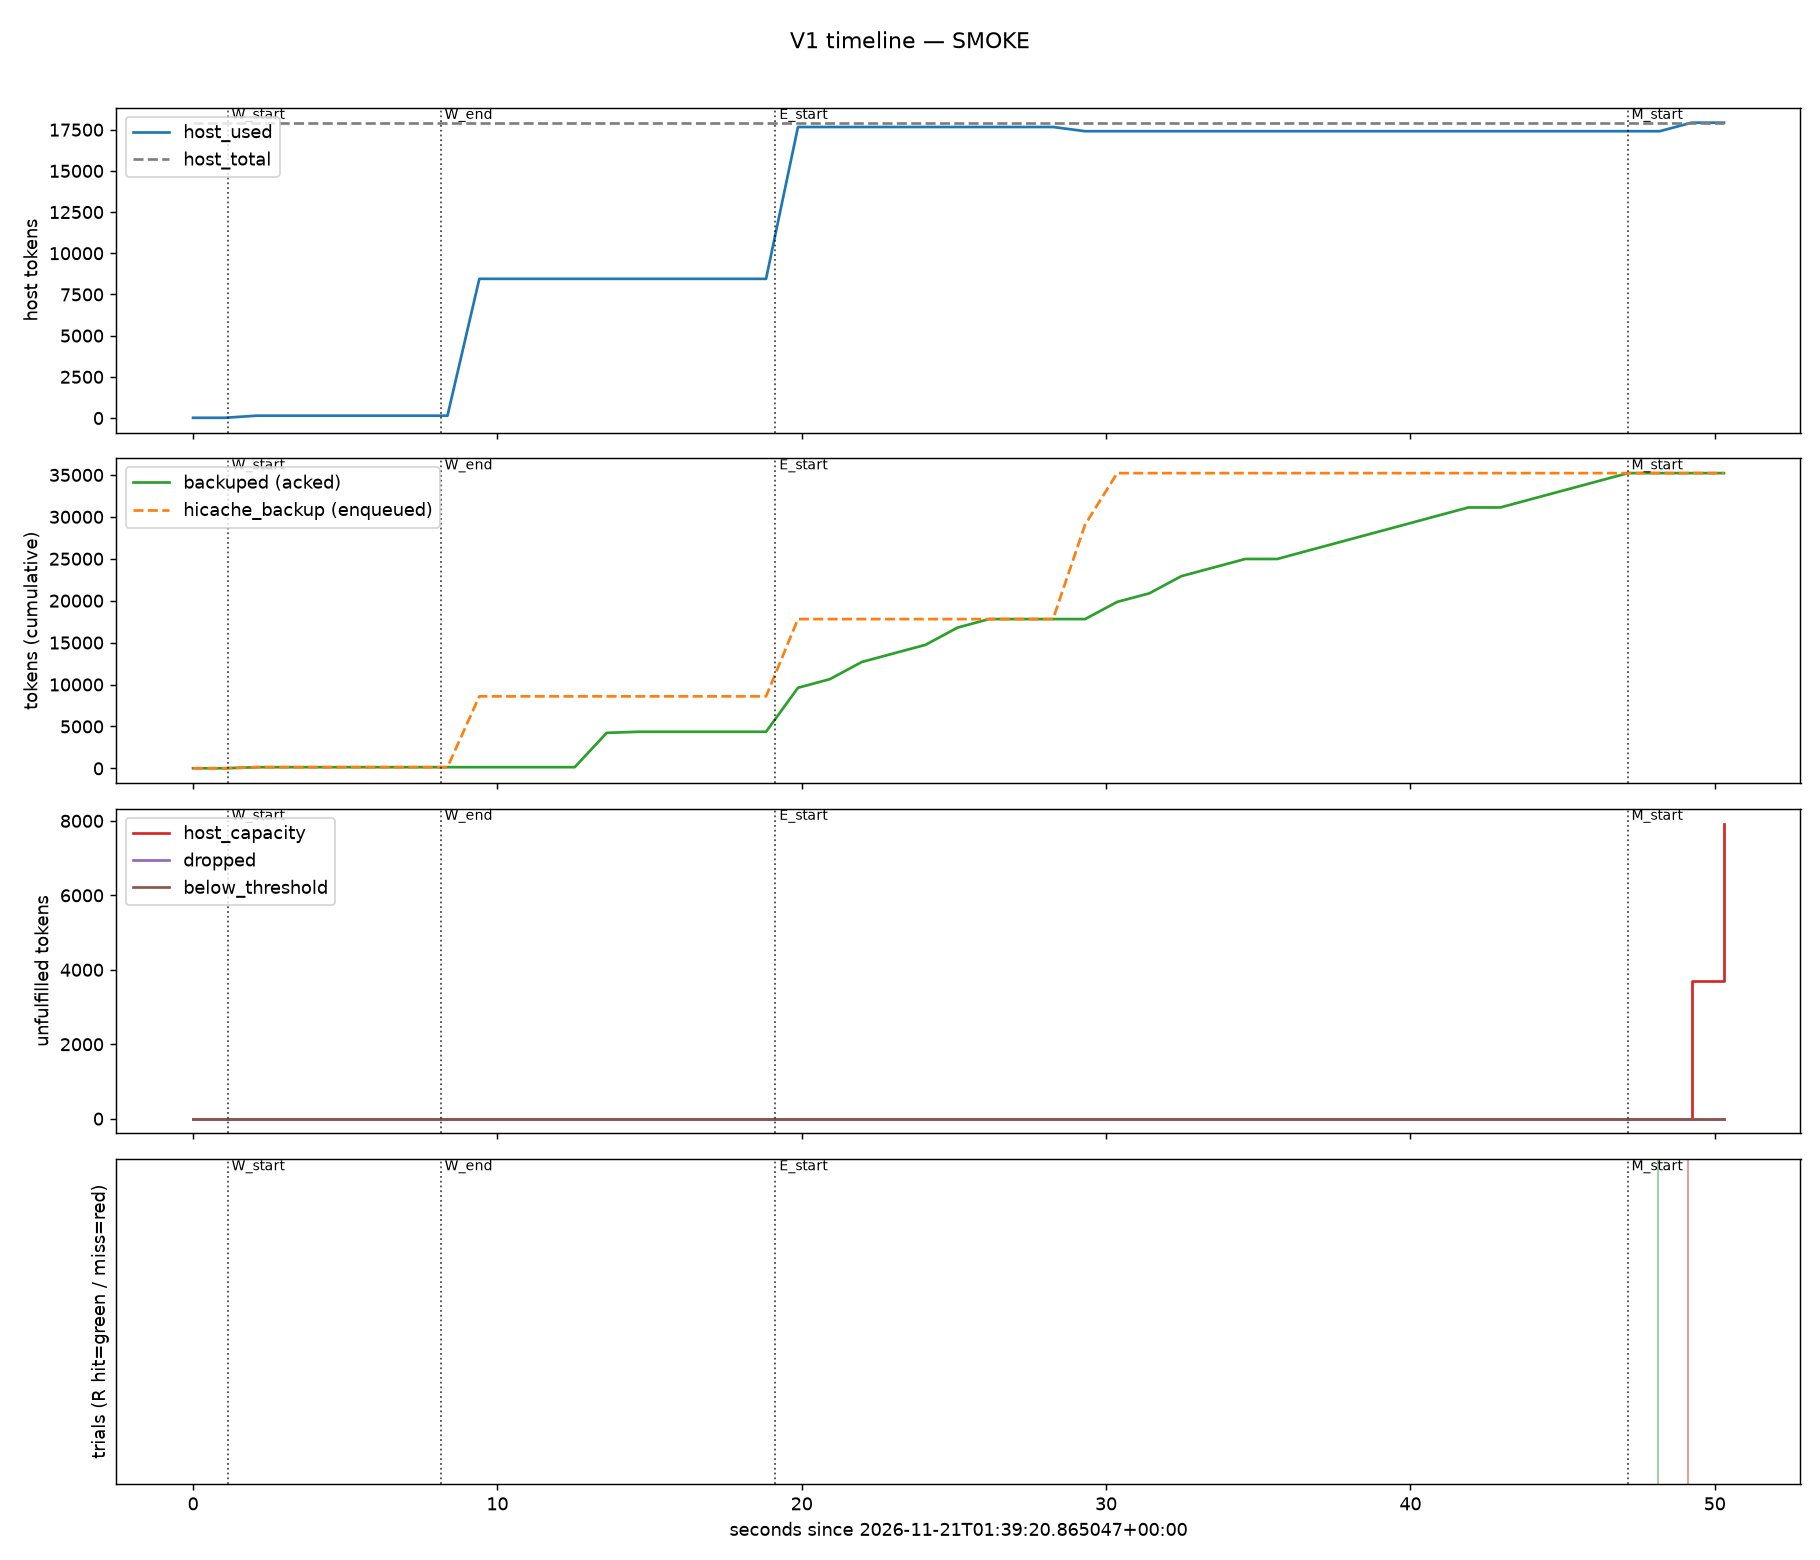 V1 timeline — SMOKE
W_start W_end E_start M_start
host_used
host_total
17500
15000
12500
10000
7500
5000
2500
0
host tokens
W_start W_end E_start M_start
backuped (acked)
hicache_backup (enqueued)
35000
30000
25000
20000
15000
10000
5000
0
tokens (cumulative)
W_start W_end E_start M_start
host_capacity
dropped
below_threshold
8000
6000
4000
2000
0
unfulfilled tokens
W_start W_end E_start M_start
trials (R hit=green / miss=red)
0 10 20 30 40 50
seconds since 2026-11-21T01:39:20.865047+00:00